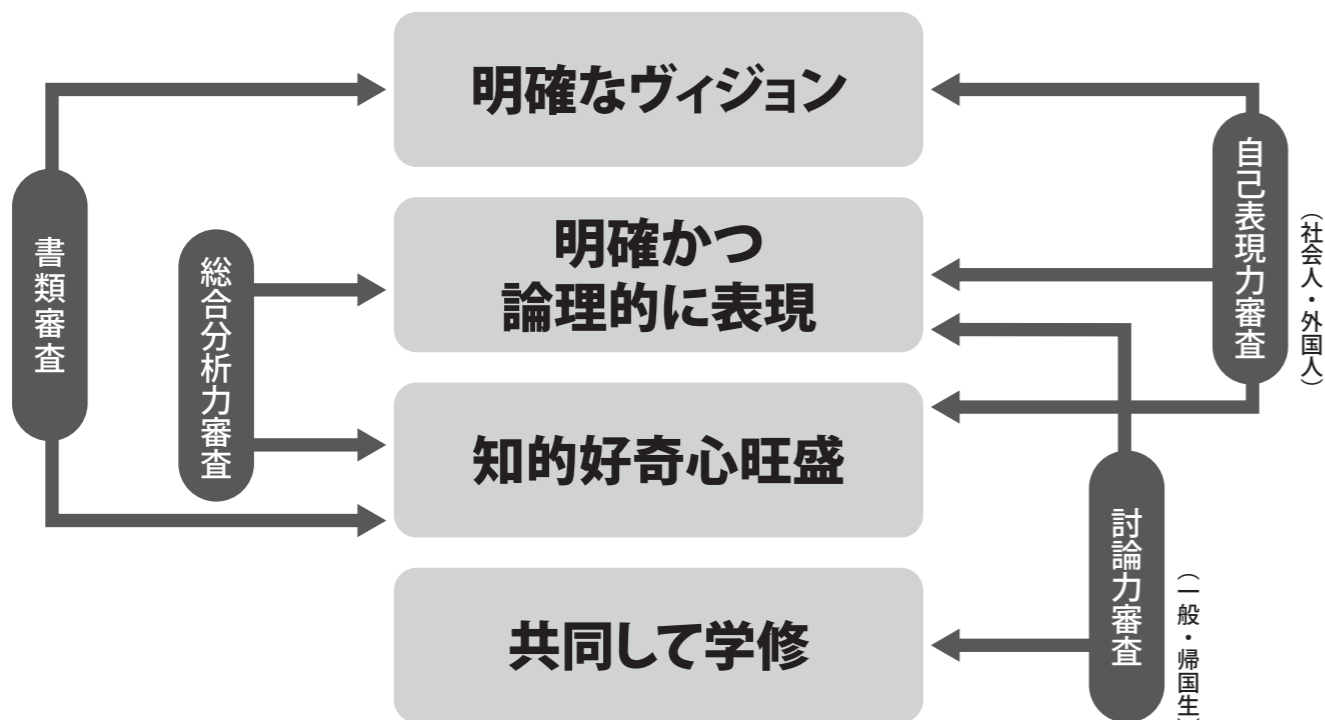 明確なヴィジョン
明確かつ
論理的に表現
知的好奇心旺盛
共同して学修
書類審査
総合分析力審査
自己表現力審査
（社会人・外国人）
討論力審査
（一般・帰国生）